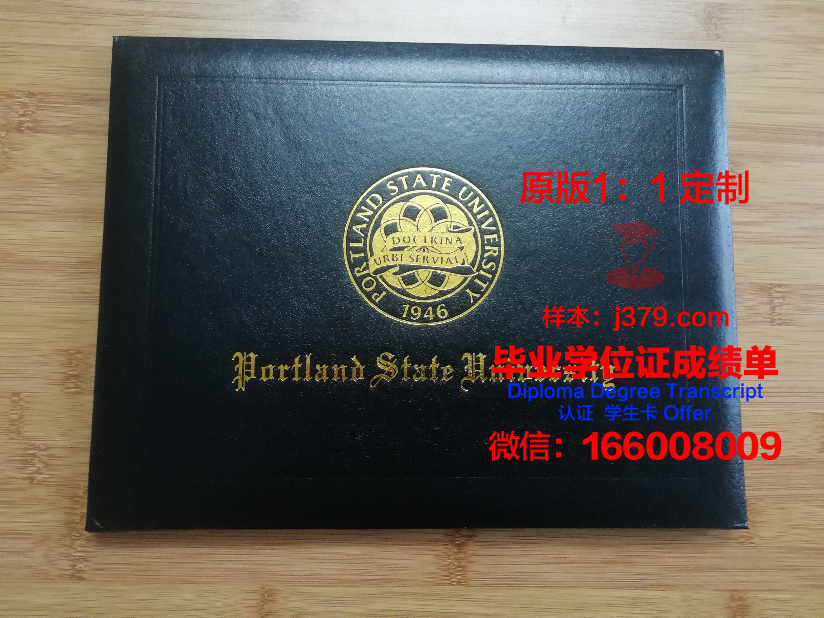 PORTLAND STATE UNIVERSITY
DOCTRINA
URBI SERVIAT
1946
Portland State University
原版1：1 定制
样本：j379.com
毕业学位证成绩单
Diploma Degree Transcript
认证 学生卡 Offer
微信：166008009